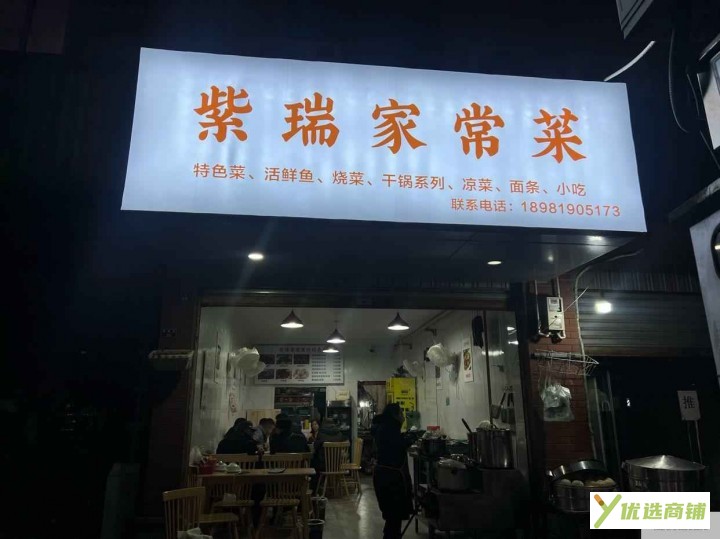 紫瑞家常菜
特色菜、活鲜鱼、烧菜、干锅系列、凉菜、面条、小吃
联系电话：18981905173
推
优选商铺